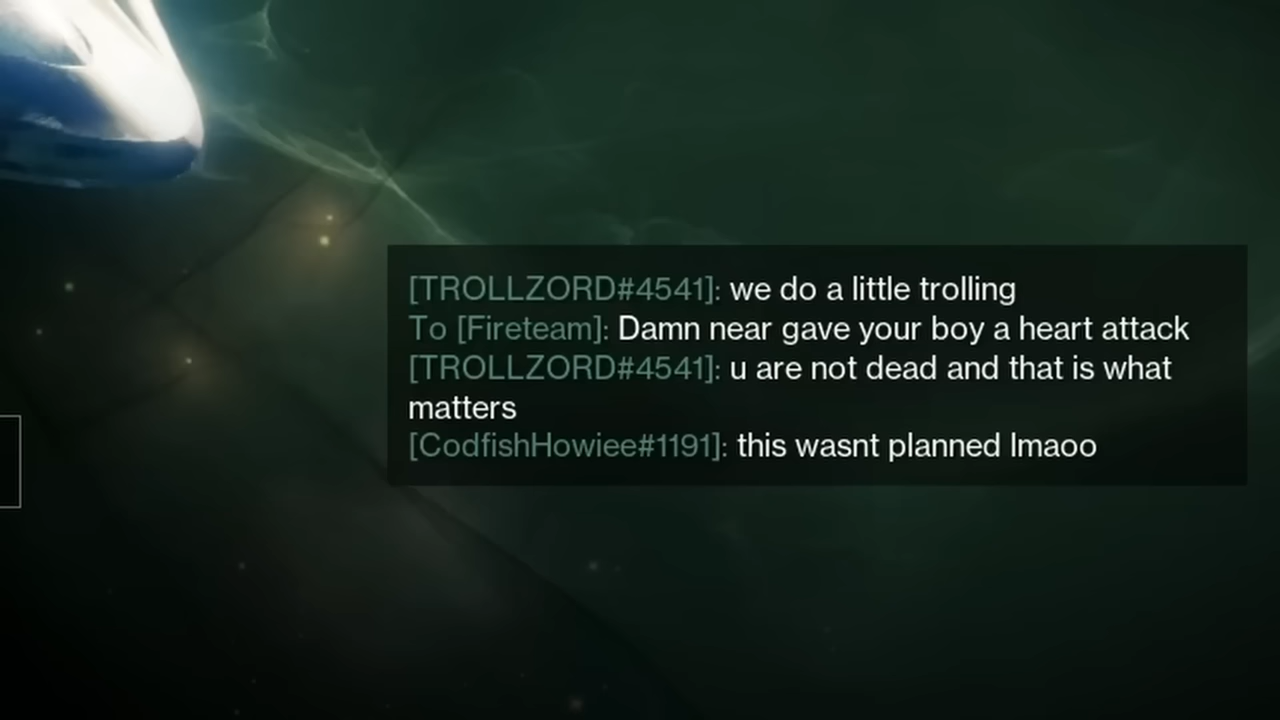 [TROLLZORD#4541]: we do a little trolling
To [Fireteam]: Damn near gave your boy a heart attack
[TROLLZORD#4541]: u are not dead and that is what
matters
[CodfishHowiee#1191]: this wasnt planned lmaoo